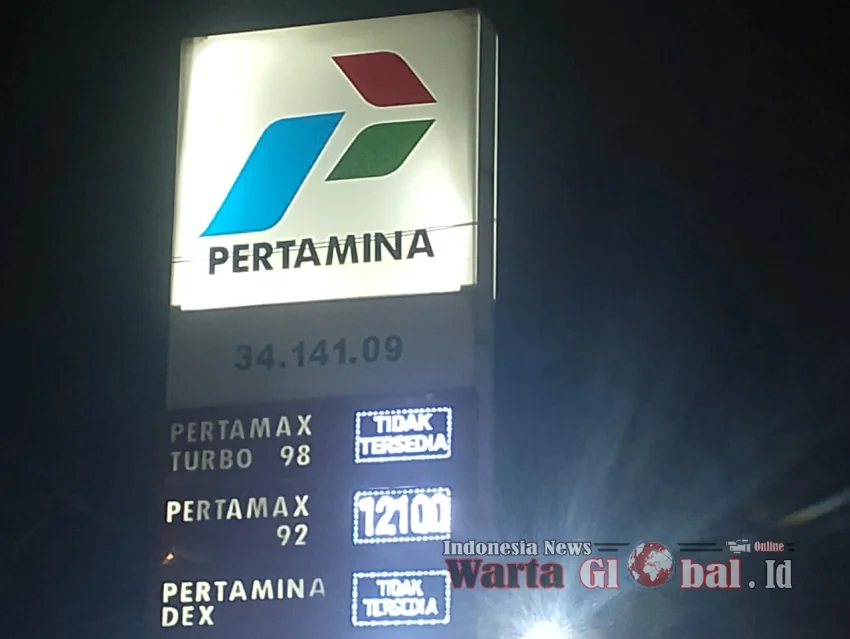 PERTAMINA
34.141.09
PERTAMAX
TURBO 98
TIDAK
TERSEDIA
PERTAMAX
92
12100
PERTAMINA
DEX
TIDAK
TERSEDIA
Indonesia News
Online
Warta Global.Id